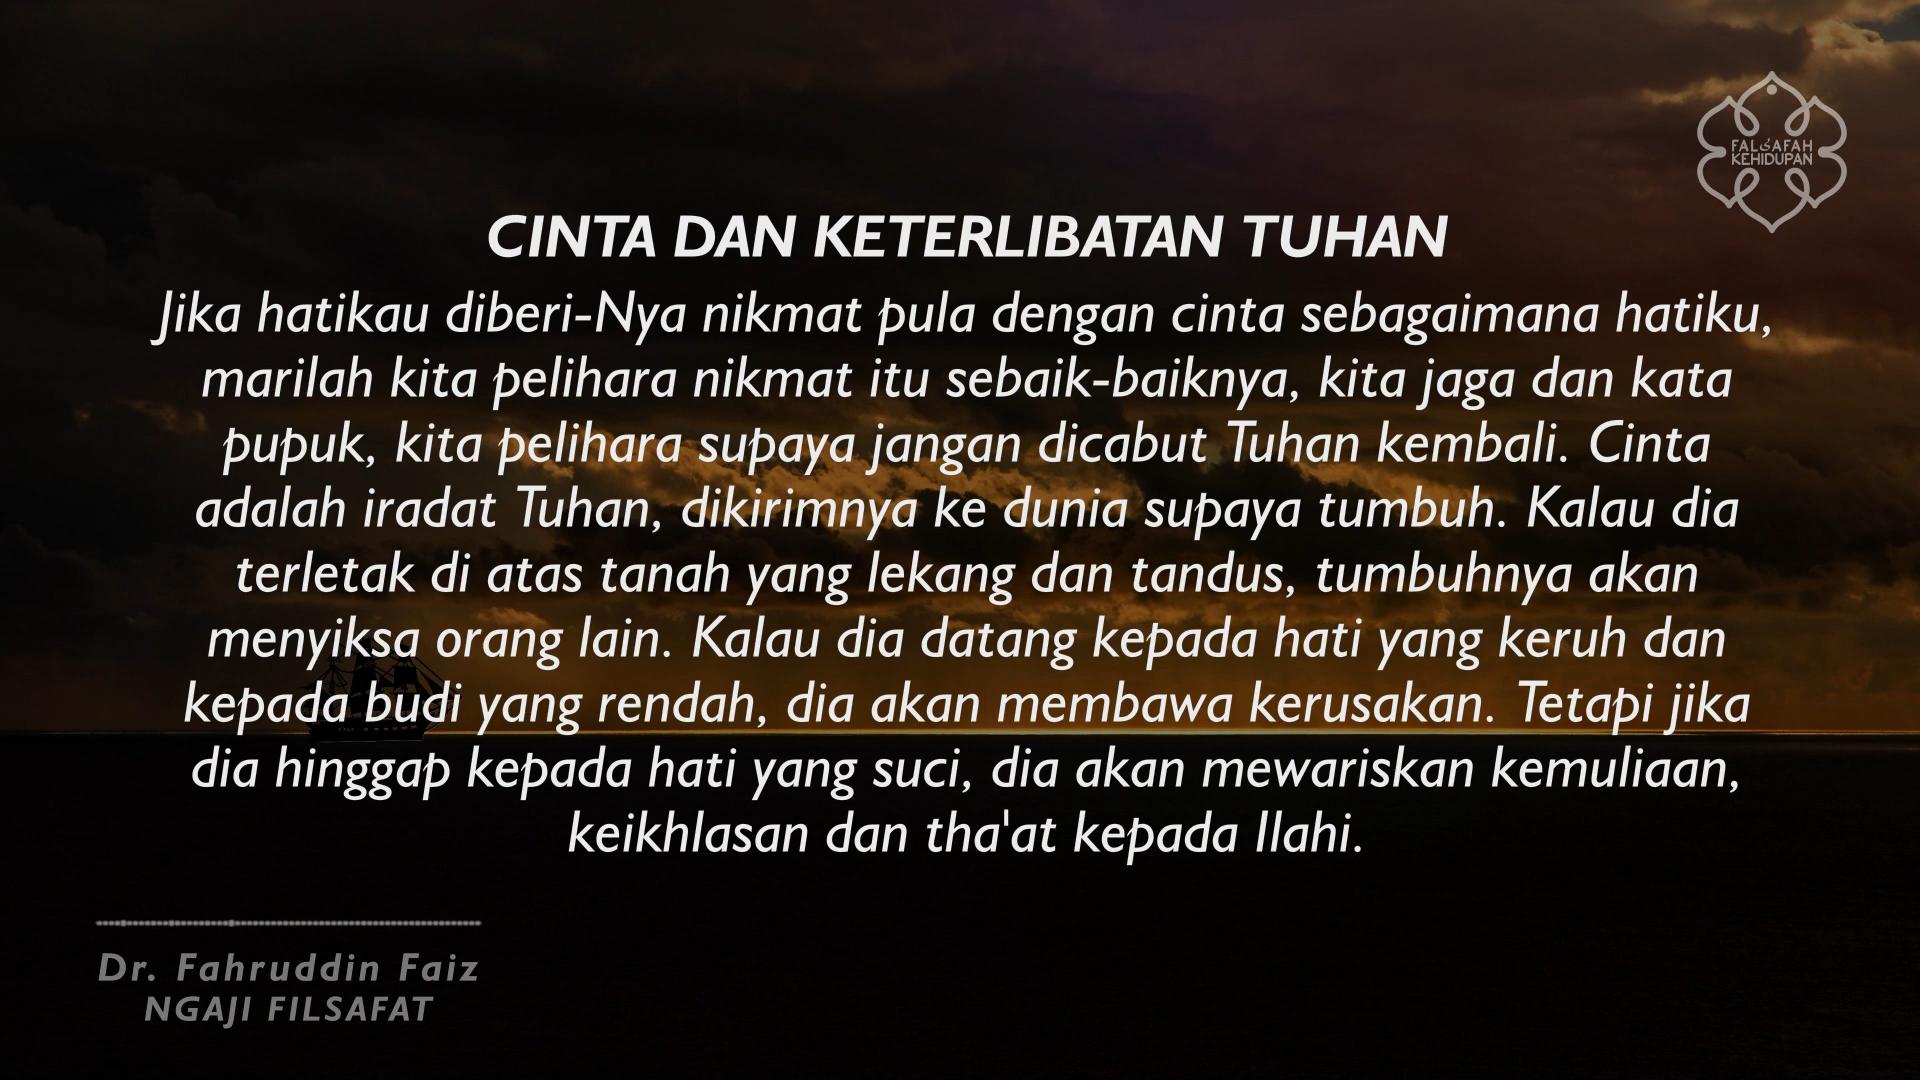 FALSAFAH
KEHIDUPAN
CINTA DAN KETERLIBATAN TUHAN
Jika hatikau diberi-Nya nikmat pula dengan cinta sebagaimana hatiku,
marilah kita pelihara nikmat itu sebaik-baiknya, kita jaga dan kata
pupuk, kita pelihara supaya jangan dicabut Tuhan kembali. Cinta
adalah iradat Tuhan, dikirimnya ke dunia supaya tumbuh. Kalau dia
terletak di atas tanah yang lekang dan tandus, tumbuhnya akan
menyiksa orang lain. Kalau dia datang kepada hati yang keruh dan
kepada budi yang rendah, dia akan membawa kerusakan. Tetapi jika
dia hinggap kepada hati yang suci, dia akan mewariskan kemuliaan,
keikhlasan dan tha'at kepada Ilahi.
Dr. Fahruddin Faiz
NGAJI FILSAFAT